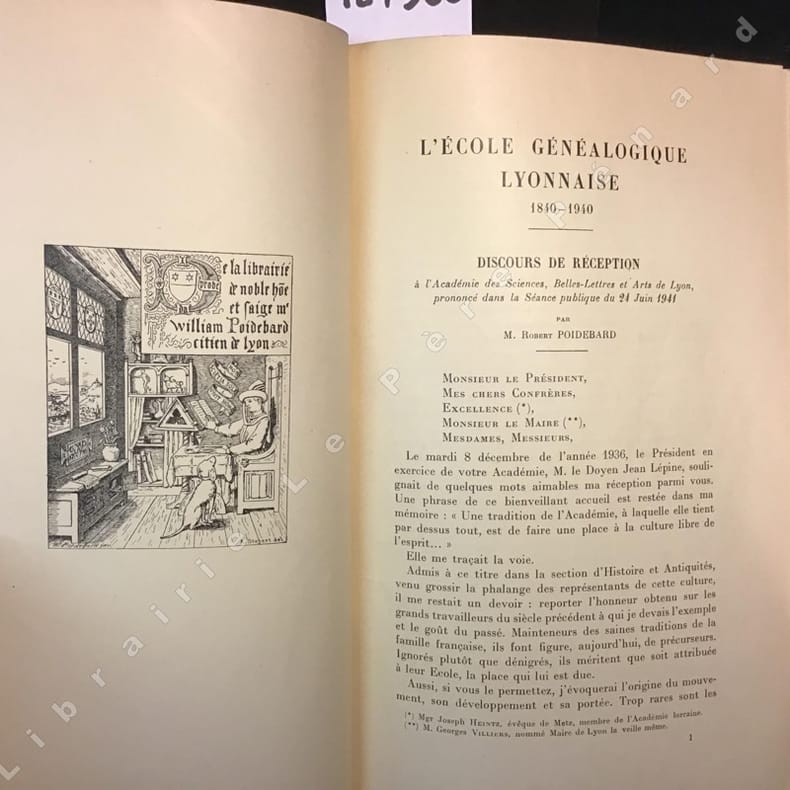 e la librairie
de noble hõe
Probe
et saige mᵉ
William Poidebard
citien de Lyon
L'ÉCOLE GÉNÉALOGIQUE
LYONNAISE
1840-1940
DISCOURS DE RÉCEPTION
à l'Académie des Sciences, Belles-Lettres et Arts de Lyon,
prononcé dans la Séance publique du 24 Juin 1941
PAR
M. Robert POIDEBARD
Monsieur le Président,
Mes chers Confrères,
Excellence (*),
Monsieur le Maire (**),
Mesdames, Messieurs,
Le mardi 8 décembre de l'année 1936, le Président en
exercice de votre Académie, M. le Doyen Jean Lépine, souli-
gnait de quelques mots aimables ma réception parmi vous.
Une phrase de ce bienveillant accueil est restée dans ma
mémoire : « Une tradition de l'Académie, à laquelle elle tient
par dessus tout, est de faire une place à la culture libre de
l'esprit... »
Elle me traçait la voie.
Admis à ce titre dans la section d'Histoire et Antiquités,
venu grossir la phalange des représentants de cette culture,
il me restait un devoir : reporter l'honneur obtenu sur les
grands travailleurs du siècle précédent à qui je devais l'exemple
et le goût du passé. Mainteneurs des saines traditions de la
famille française, ils font figure, aujourd'hui, de précurseurs.
Ignorés plutôt que dénigrés, ils méritent que soit attribuée
à leur Ecole, la place qui lui est due.
Aussi, si vous le permettez, j'évoquerai l'origine du mouve-
ment, son développement et sa portée. Trop rares sont les
(*) Mgr Joseph Heintz, évêque de Metz, membre de l'Académie lorraine.
(**) M. Georges Villiers, nommé Maire de Lyon la veille même.
1
Librairie Le Père Pénard